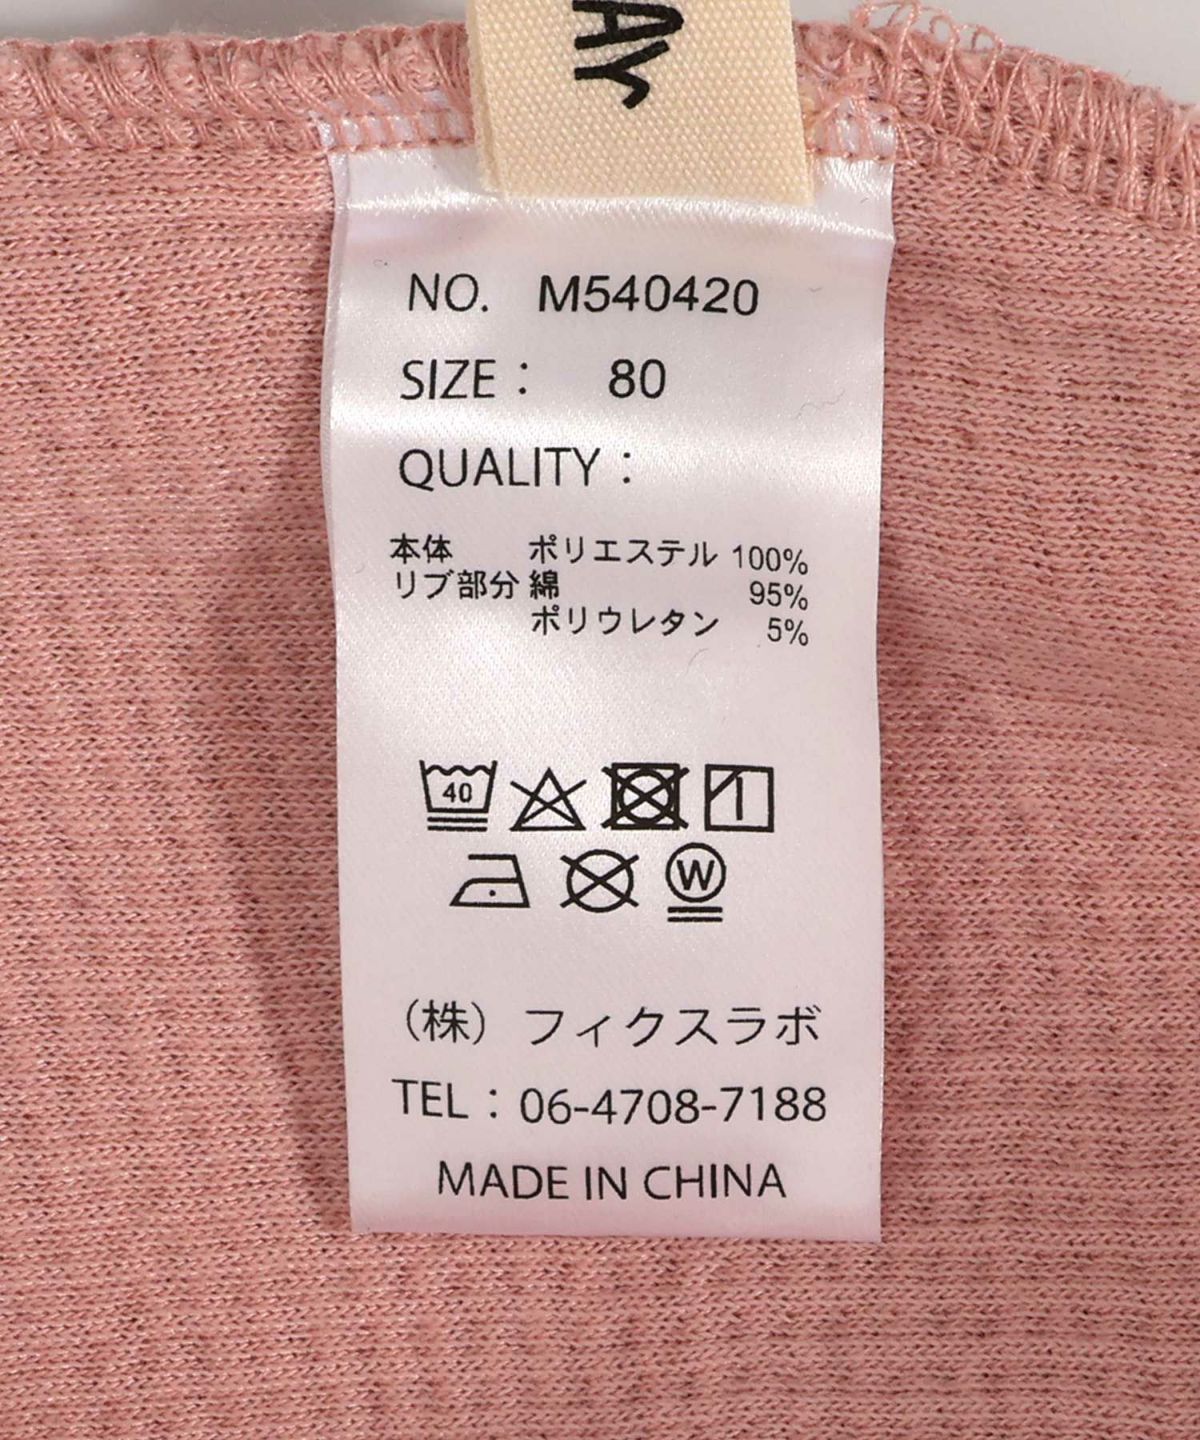 NO. M540420
SIZE： 80
QUALITY：
本体 ポリエステル 100%
リブ部分 綿 95%
ポリウレタン 5%
40
W
（株）フィクスラボ
TEL：06-4708-7188
MADE IN CHINA